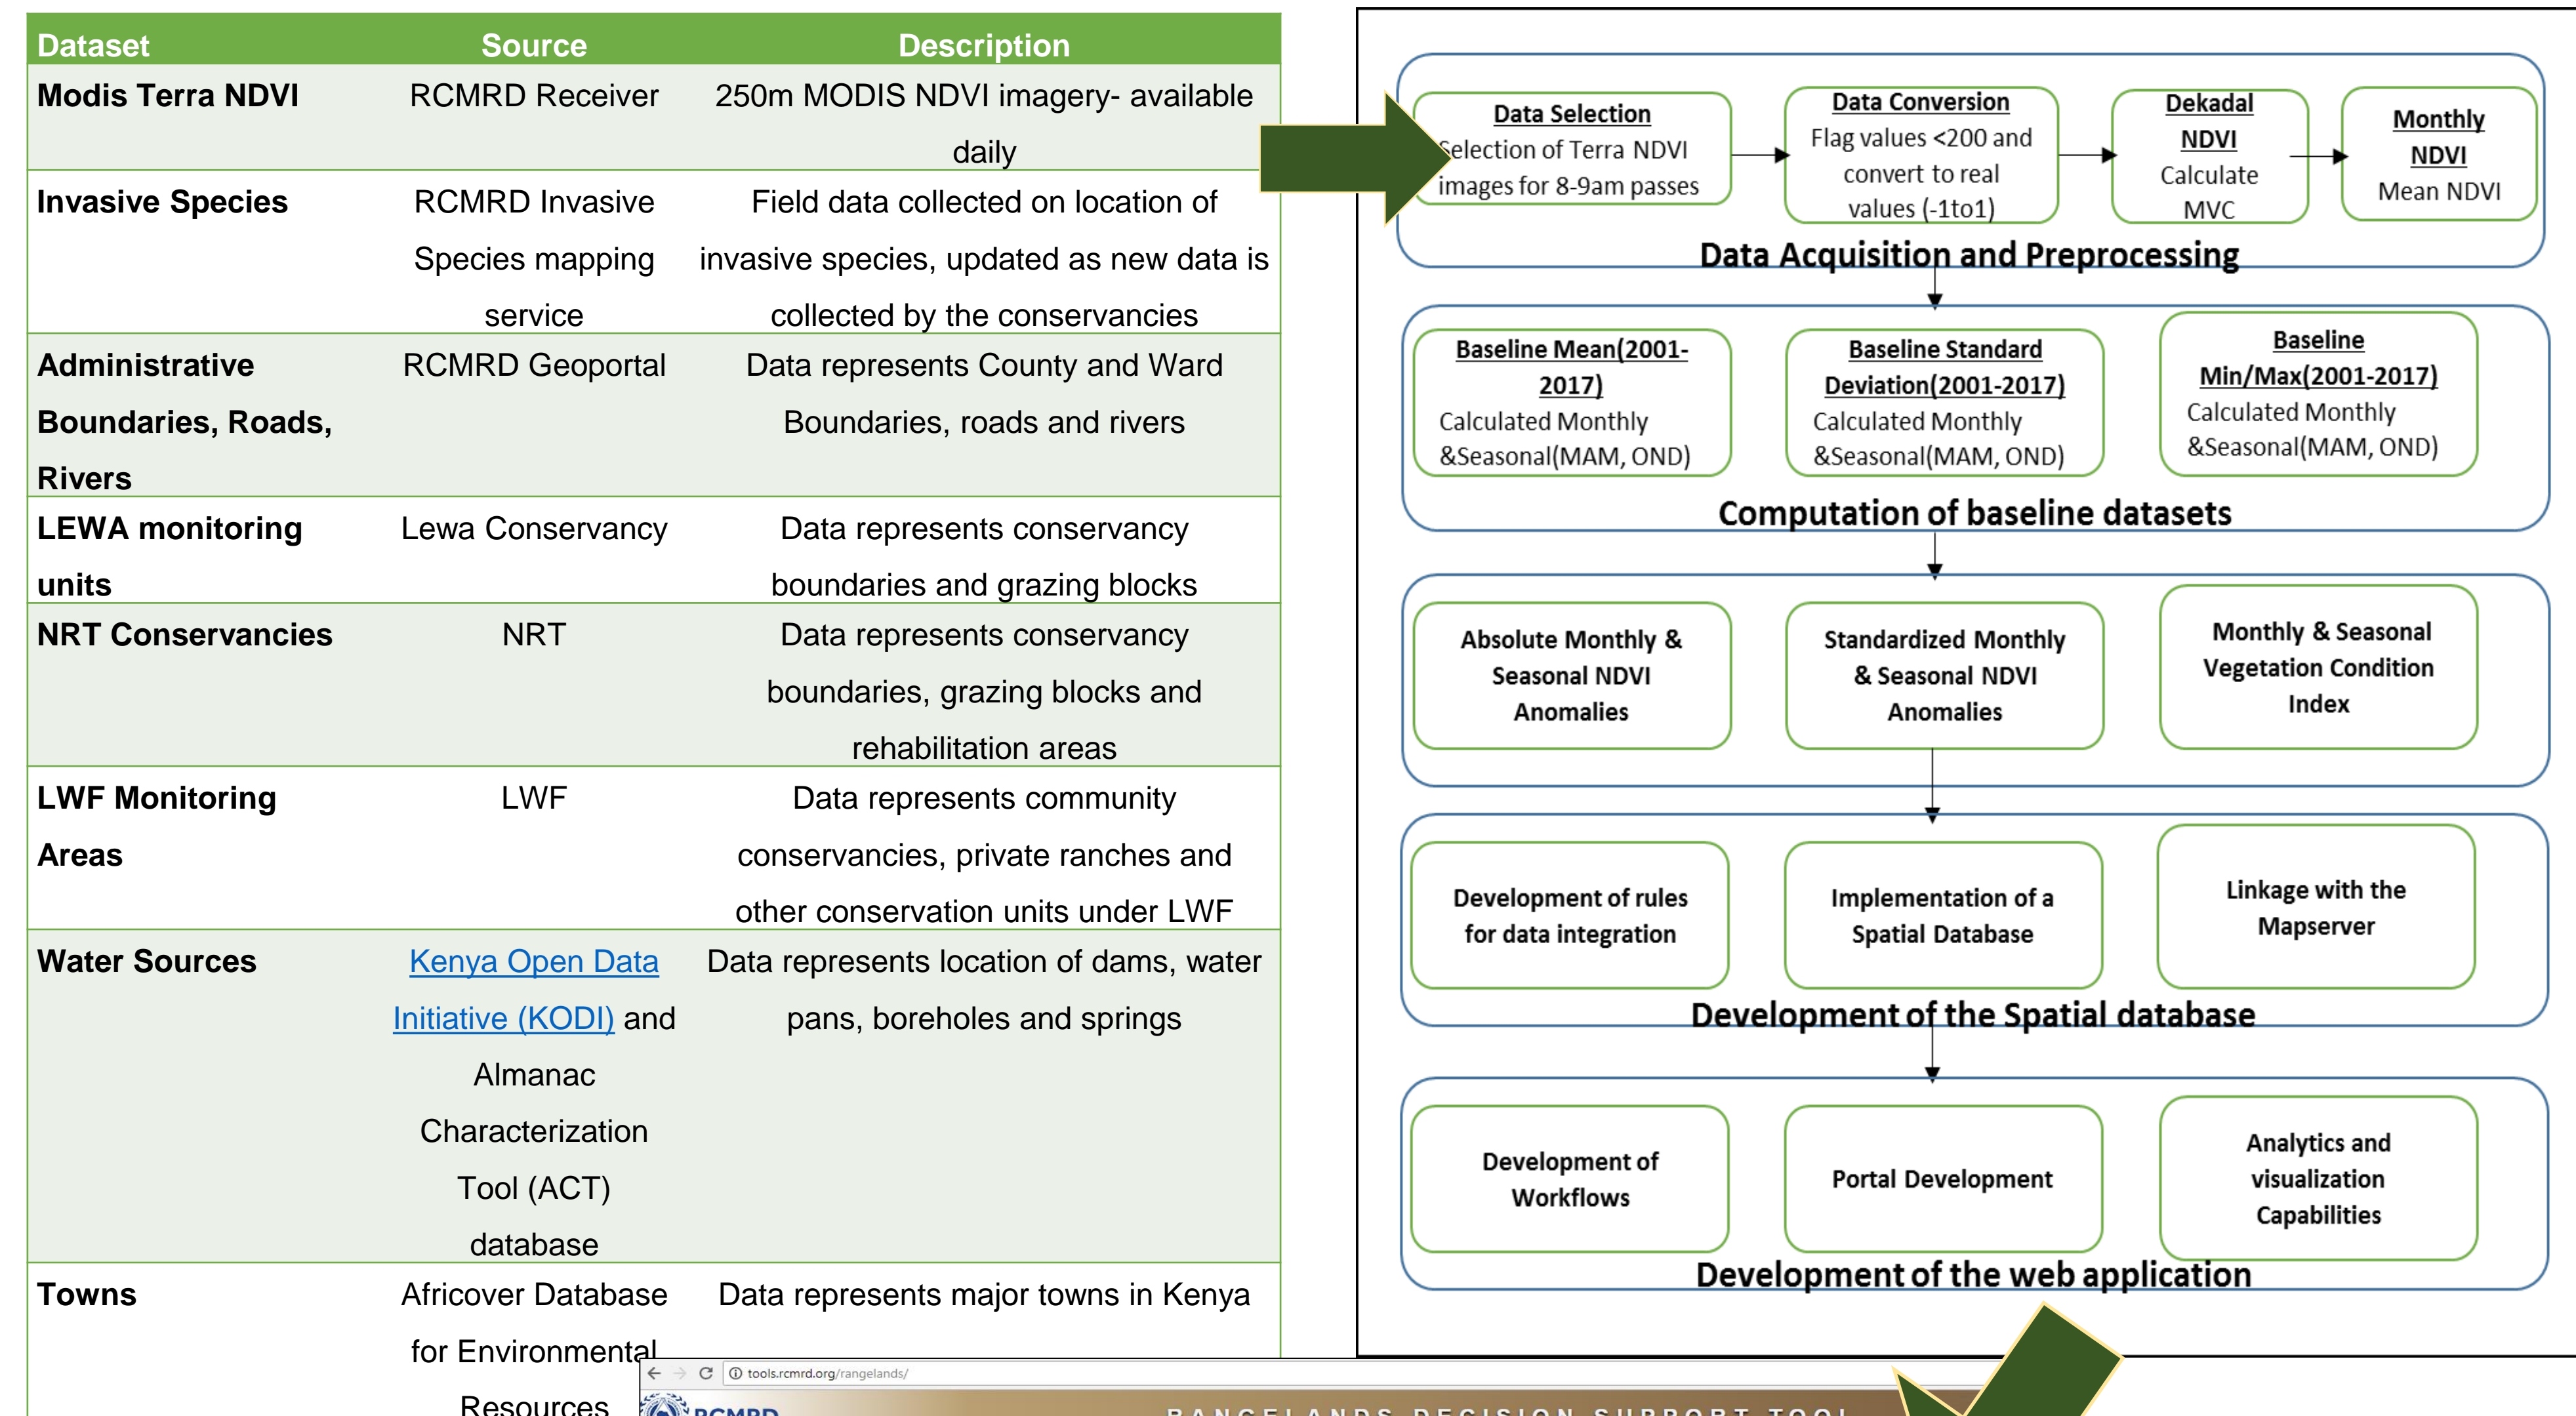 Dataset Source Description
Modis Terra NDVI RCMRD Receiver 250m MODIS NDVI imagery- available
daily
Invasive Species RCMRD Invasive Field data collected on location of
Species mapping invasive species, updated as new data is
service collected by the conservancies
Administrative RCMRD Geoportal Data represents County and Ward
Boundaries, Roads, Boundaries, roads and rivers
Rivers
LEWA monitoring Lewa Conservancy Data represents conservancy
units boundaries and grazing blocks
NRT Conservancies NRT Data represents conservancy
boundaries, grazing blocks and
rehabilitation areas
LWF Monitoring LWF Data represents community
Areas conservancies, private ranches and
other conservation units under LWF
Water Sources Kenya Open Data Data represents location of dams, water
Initiative (KODI) and pans, boreholes and springs
Almanac
Characterization
Tool (ACT)
database
Towns Africover Database Data represents major towns in Kenya
for Environmental
Resources
Data Selection
Selection of Terra NDVI
images for 8-9am passes
Data Conversion
Flag values <200 and
convert to real
values (-1to1)
Dekadal
NDVI
Calculate
MVC
Monthly
NDVI
Mean NDVI
Data Acquisition and Preprocessing
Baseline Mean(2001-
2017)
Calculated Monthly
&Seasonal(MAM, OND)
Baseline Standard
Deviation(2001-2017)
Calculated Monthly
&Seasonal(MAM, OND)
Baseline
Min/Max(2001-2017)
Calculated Monthly
&Seasonal(MAM, OND)
Computation of baseline datasets
Absolute Monthly &
Seasonal NDVI
Anomalies
Standardized Monthly
& Seasonal NDVI
Anomalies
Monthly & Seasonal
Vegetation Condition
Index
Development of rules
for data integration
Implementation of a
Spatial Database
Linkage with the
Mapserver
Development of the Spatial database
Development of
Workflows
Portal Development
Analytics and
visualization
Capabilities
Development of the web application
tools.rcmrd.org/rangelands/
RCMRD
RANGELANDS DECISION SUPPORT TOOL